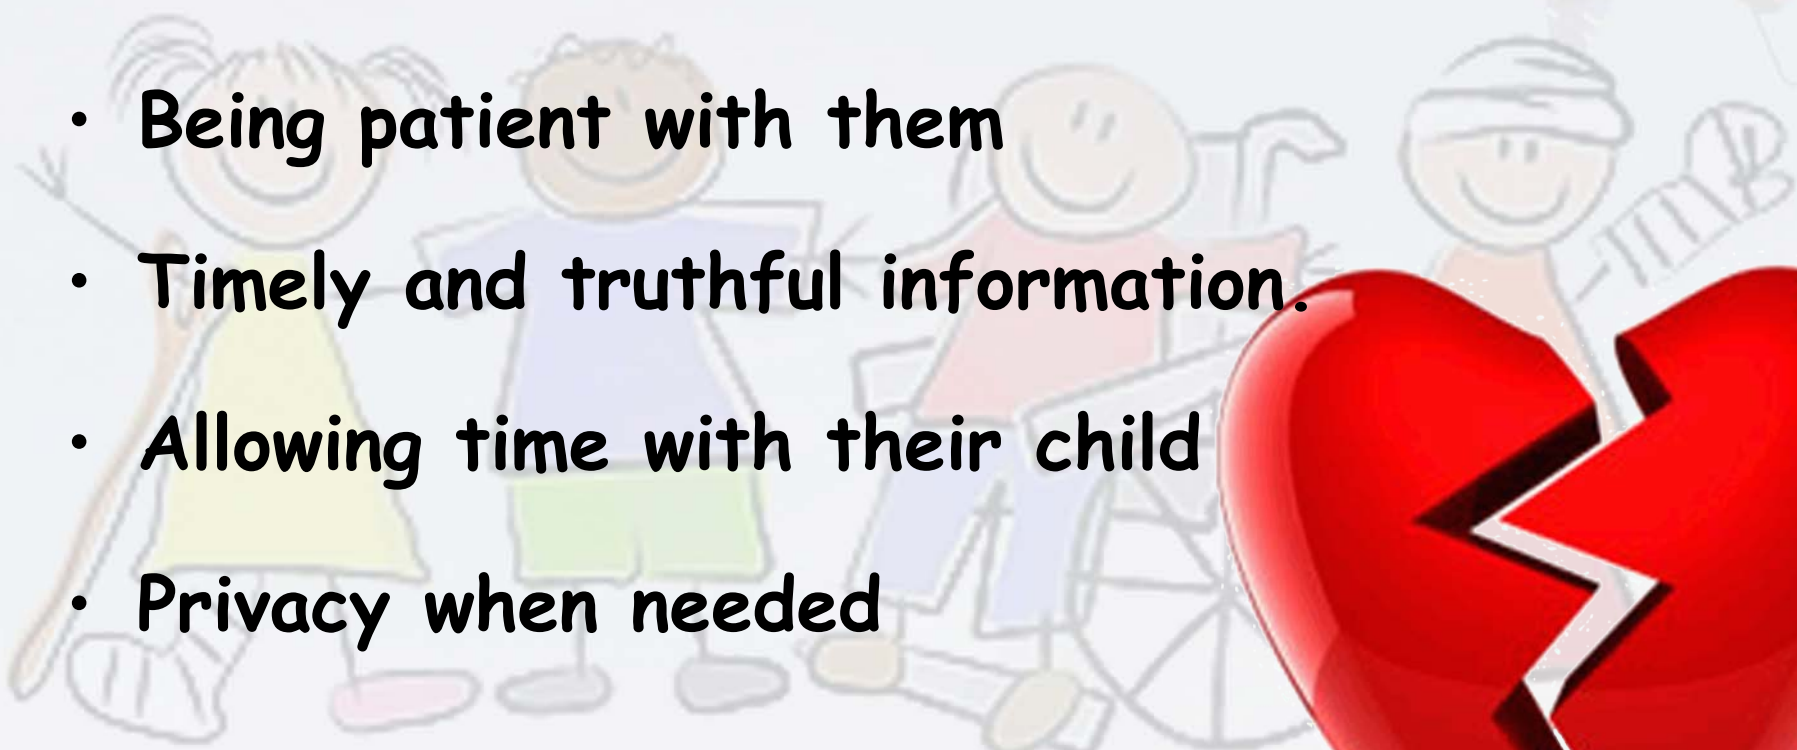 • Being patient with them
• Timely and truthful information.
• Allowing time with their child
• Privacy when needed